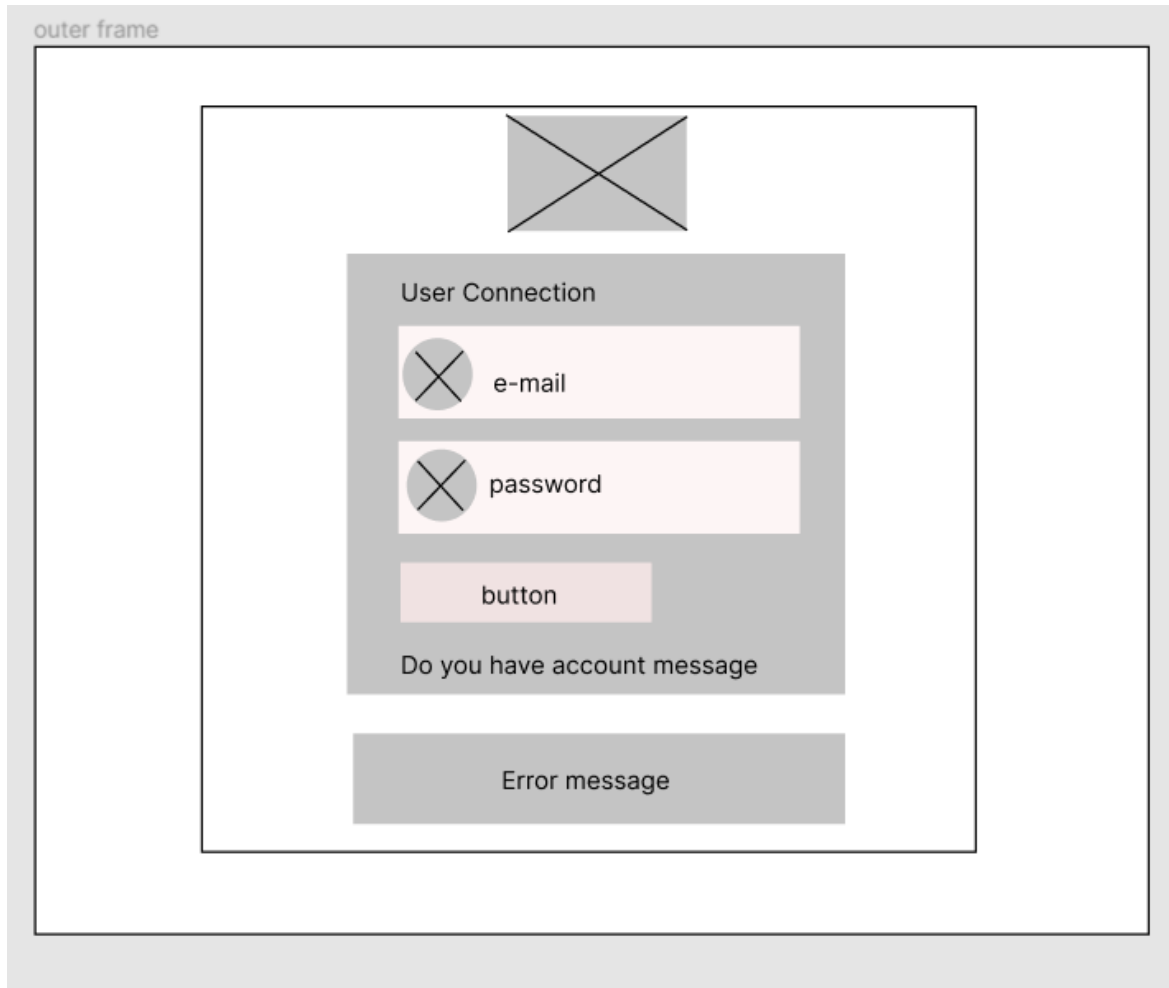 outer frame
User Connection
e-mail
password
button
Do you have account message
Error message